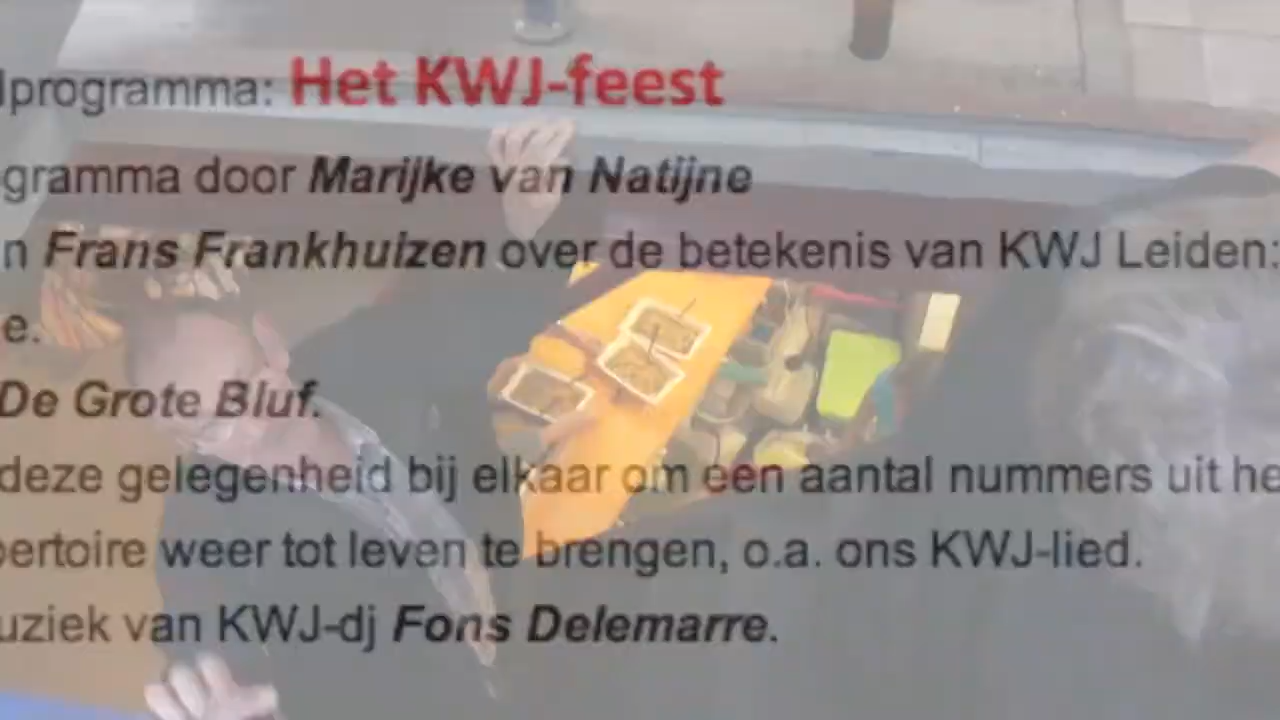 lprogramma: Het KWJ-feest
gramma door Marijke van Natijne
n Frans Frankhuizen over de betekenis van KWJ Leiden:
e.
De Grote Bluf.
deze gelegenheid bij elkaar om een aantal nummers uit he
pertoire weer tot leven te brengen, o.a. ons KWJ-lied.
uziek van KWJ-dj Fons Delemarre.